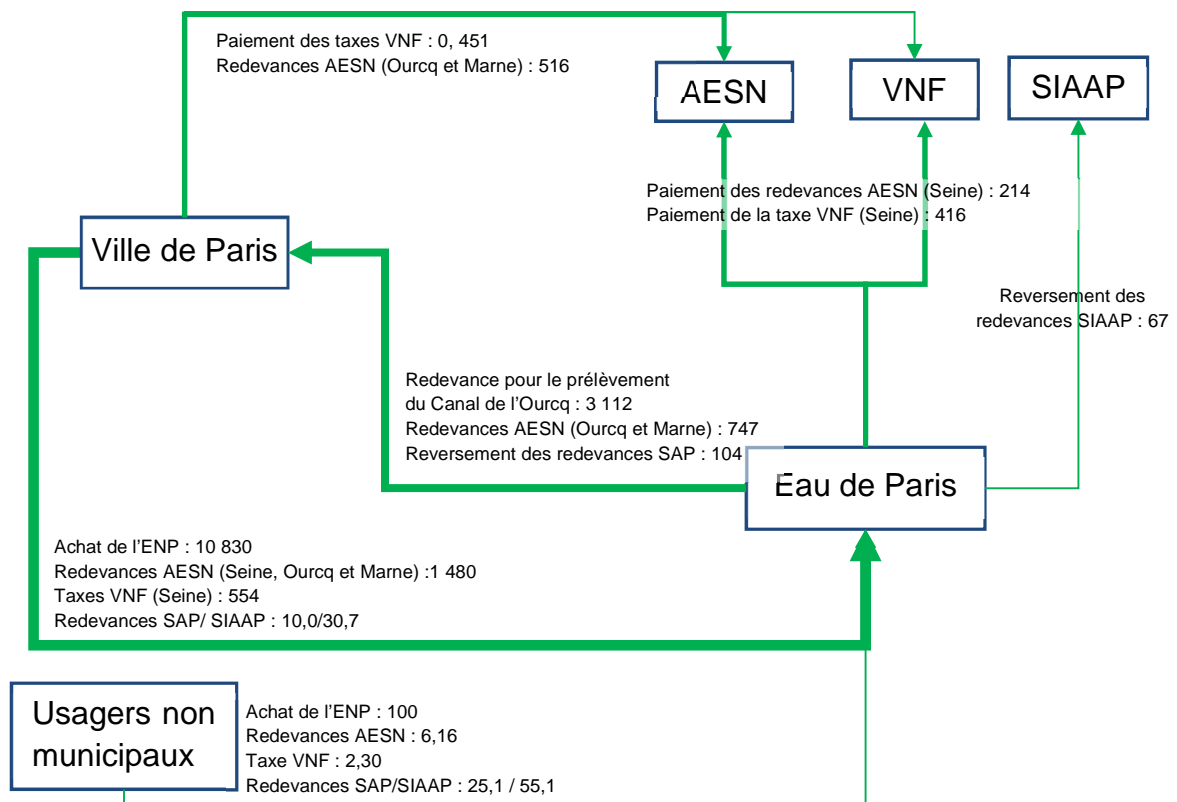 Paiement des taxes VNF : 0, 451
Redevances AESN (Ourcq et Marne) : 516
AESN
VNF
SIAAP
Paiement des redevances AESN (Seine) : 214
Paiement de la taxe VNF (Seine) : 416
Ville de Paris
Reversement des
redevances SIAAP : 67
Redevance pour le prélèvement
du Canal de l'Ourcq : 3 112
Redevances AESN (Ourcq et Marne) : 747
Reversement des redevances SAP : 104
Eau de Paris
Achat de l'ENP : 10 830
Redevances AESN (Seine, Ourcq et Marne) :1 480
Taxes VNF (Seine) : 554
Redevances SAP/ SIAAP : 10,0/30,7
Usagers non
municipaux
Achat de l'ENP : 100
Redevances AESN : 6,16
Taxe VNF : 2,30
Redevances SAP/SIAAP : 25,1 / 55,1